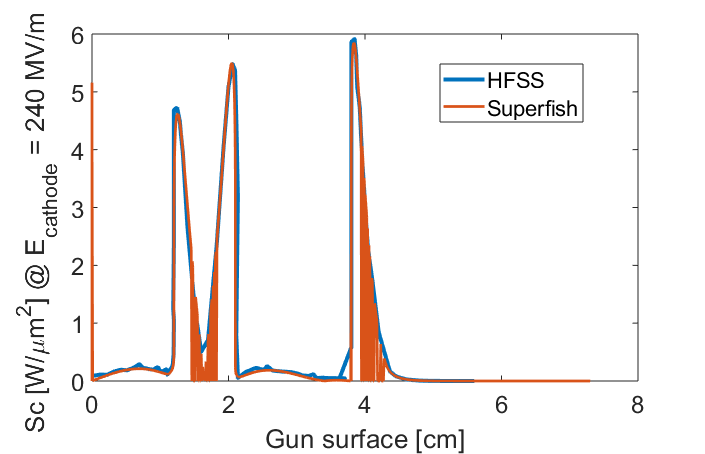 Sc [W/μm²] @ E_cathode = 240 MV/m
6
5
4
3
2
1
0
0 2 4 6 8
Gun surface [cm]
HFSS
Superfish